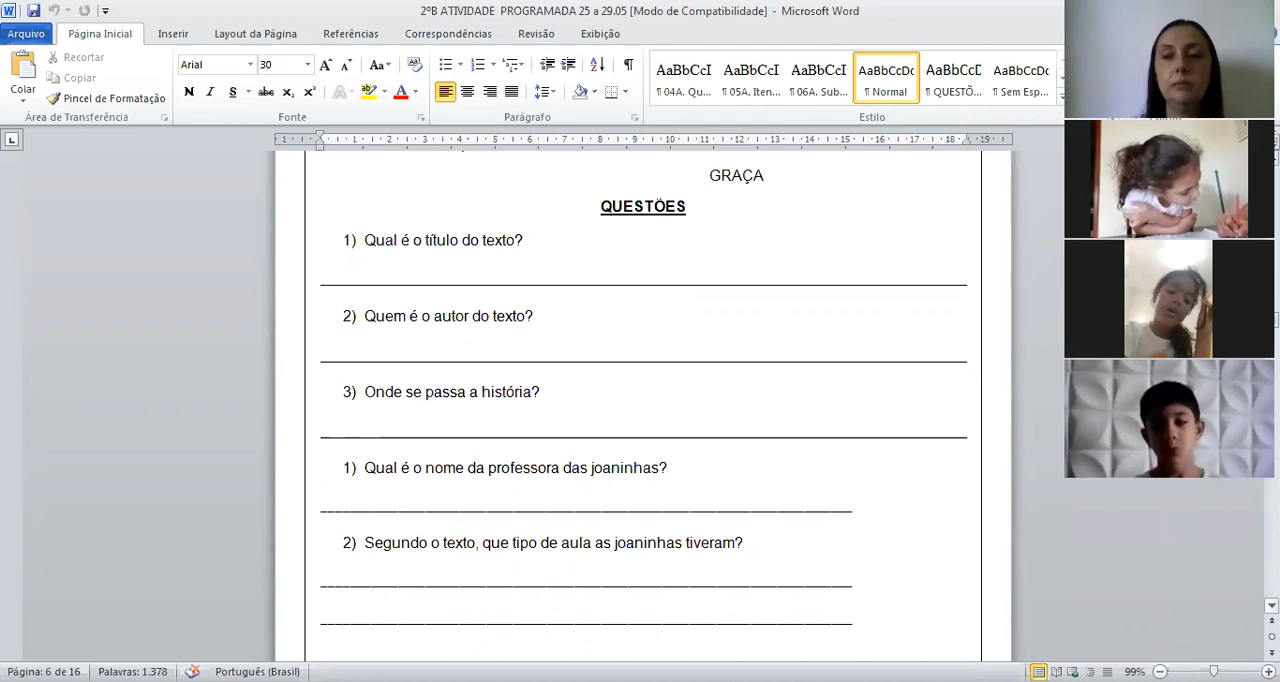 2ºB ATIVIDADE  PROGRAMADA 25 a 29.05 [Modo de Compatibilidade] - Microsoft Word
Arquivo Página Inicial Inserir Layout da Página Referências Correspondências Revisão Exibição
Recortar
Copiar
Pincel de Formatação
Colar
Área de Transferência
Arial 30
Fonte
Parágrafo
AaBbCcI AaBbCcI AaBbCcI AaBbCcDc AaBbCcD AaBbCcDc
¶ 04A. Qu... ¶ 05A. Iten... ¶ 06A. Sub... ¶ Normal ¶ QUESTÕ... ¶ Sem Esp...
Estilo
GRAÇA
QUESTÕES
1) Qual é o título do texto?
2) Quem é o autor do texto?
3) Onde se passa a história?
1) Qual é o nome da professora das joaninhas?
2) Segundo o texto, que tipo de aula as joaninhas tiveram?
Página: 6 de 16 Palavras: 1.378 Português (Brasil) 99%